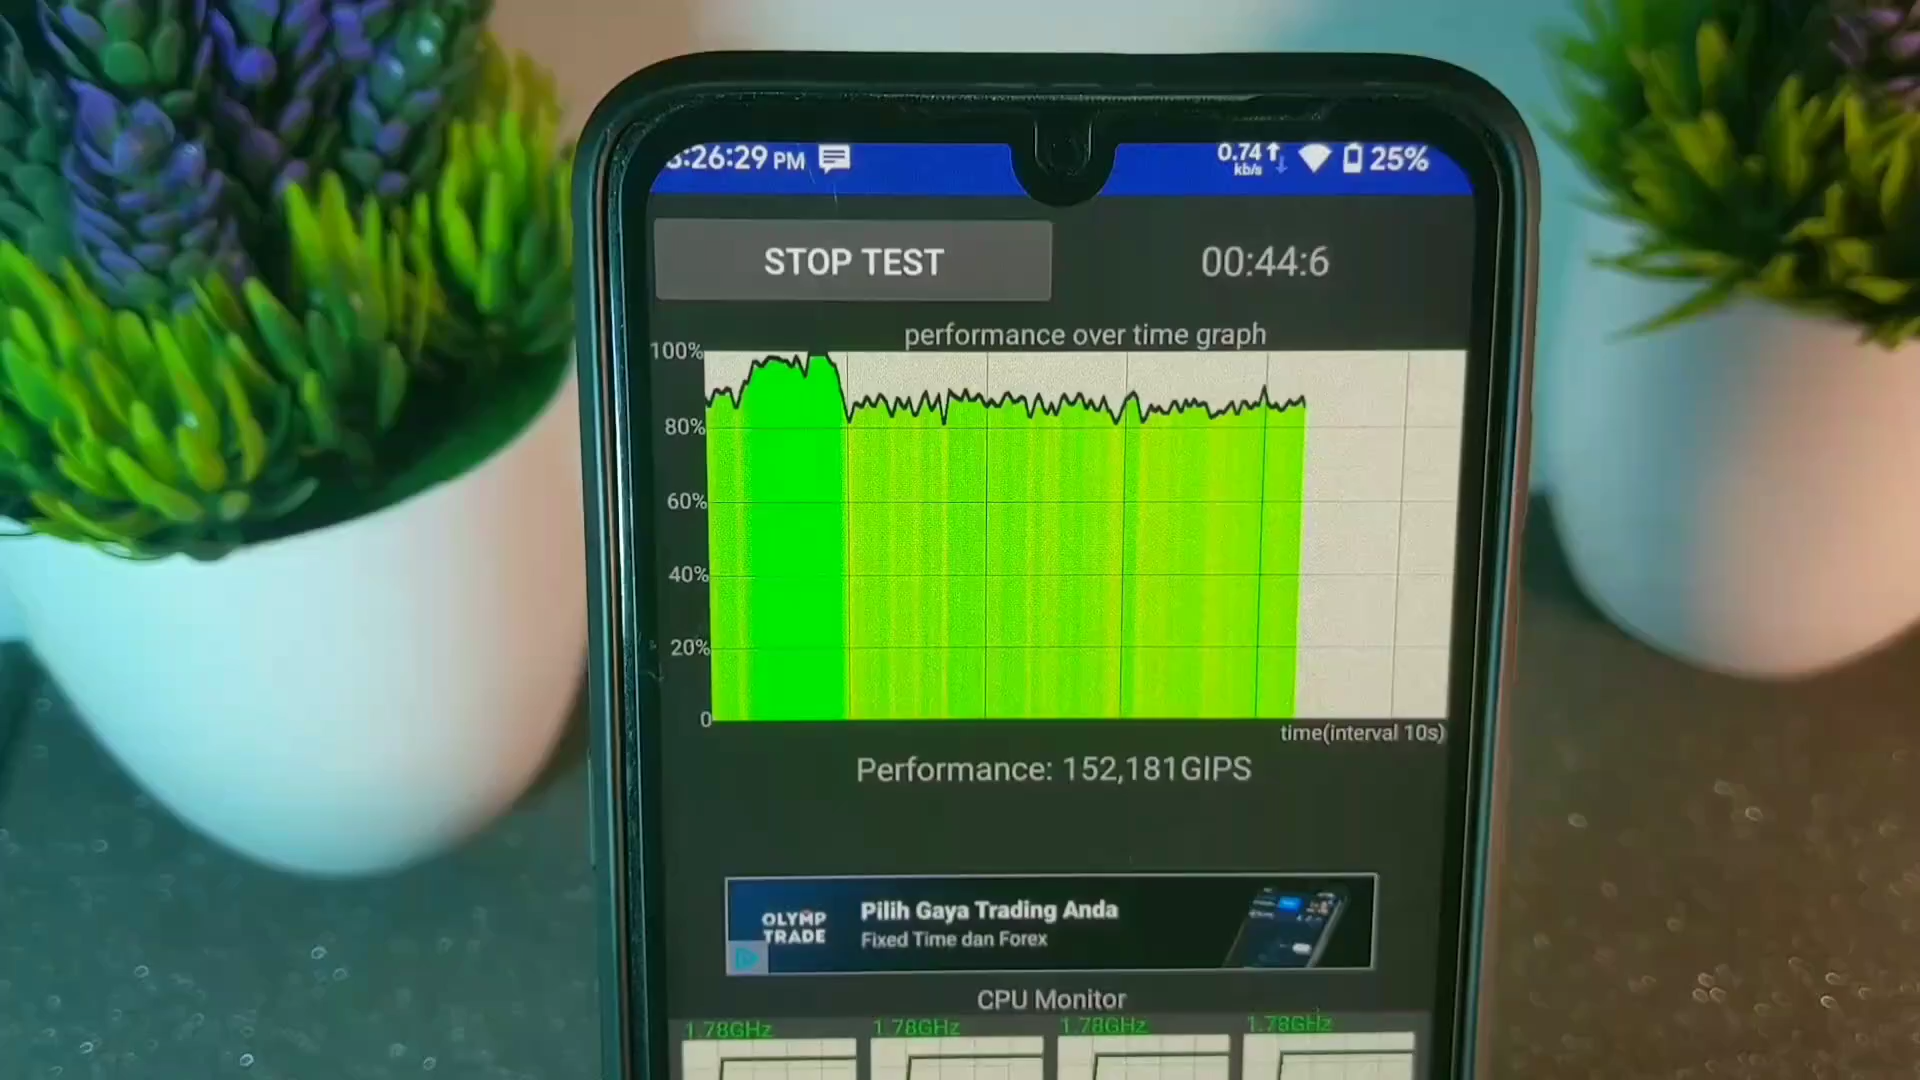 :26:29 PM
0.74
kb/s
25%
STOP TEST
00:44:6
performance over time graph
100%
80%
60%
40%
20%
0
time(interval 10s)
Performance: 152,181GIPS
OLYMP
TRADE
Pilih Gaya Trading Anda
Fixed Time dan Forex
CPU Monitor
1.78GHz 1.78GHz 1.78GHz 1.78GHz